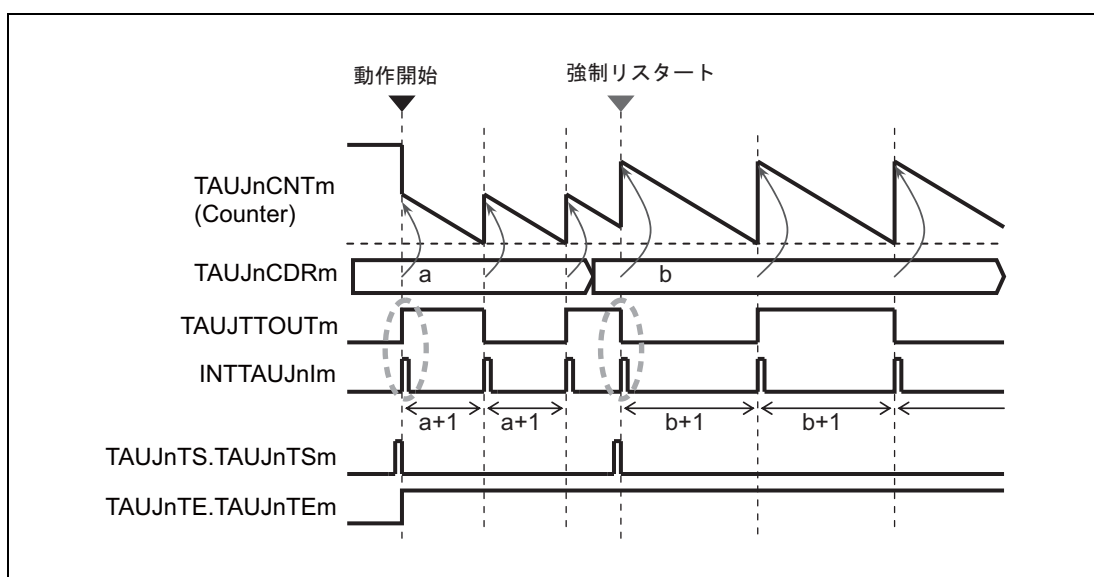 動作開始 強制リスタート
TAUJnCNTm
(Counter)
TAUJnCDRm a b
TAUJTTOUTm
INTTAUJnIm
a+1 a+1 b+1 b+1
TAUJnTS.TAUJnTSm
TAUJnTE.TAUJnTEm